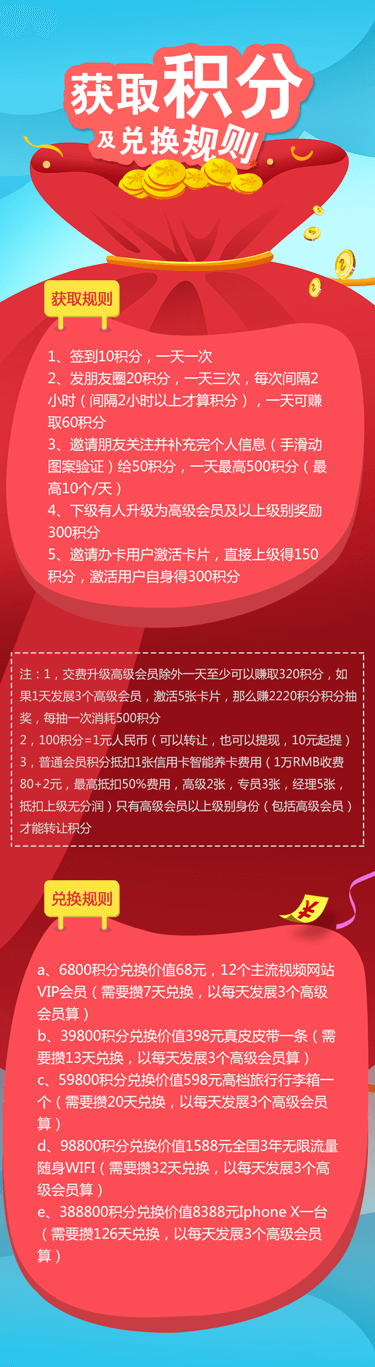 获取积分
及兑换规则
获取规则
1、签到10积分，一天一次
2、发朋友圈20积分，一天三次，每次间隔2
小时（间隔2小时以上才算积分），一天可赚
取60积分
3、邀请朋友关注并补充完个人信息（手滑动
图案验证）给50积分，一天最高500积分（最
高10个/天）
4、下级有人升级为高级会员及以上级别奖励
300积分
5、邀请办卡用户激活卡片，直接上级得150
积分，激活用户自身得300积分
注：1，交费升级高级会员除外一天至少可以赚取320积分，如
果1天发展3个高级会员，激活5张卡片，那么赚2220积分积分抽
奖，每抽一次消耗500积分
2，100积分=1元人民币（可以转让，也可以提现，10元起提）
3，普通会员积分抵扣1张信用卡智能养卡费用（1万RMB收费
80+2元，最高抵扣50%费用，高级2张，专员3张，经理5张，
抵扣上级无分润）只有高级会员以上级别身份（包括高级会员）
才能转让积分
兑换规则
a、6800积分兑换价值68元，12个主流视频网站
VIP会员（需要攒7天兑换，以每天发展3个高级
会员算）
b、39800积分兑换价值398元真皮皮带一条（需
要攒13天兑换，以每天发展3个高级会员算）
c、59800积分兑换价值598元高档旅行行李箱一
个（需要攒20天兑换，以每天发展3个高级会员
算）
d、98800积分兑换价值1588元全国3年无限流量
随身WIFI（需要攒32天兑换，以每天发展3个高
级会员算）
e、388800积分兑换价值8388元Iphone X一台
（需要攒126天兑换，以每天发展3个高级会员
算）